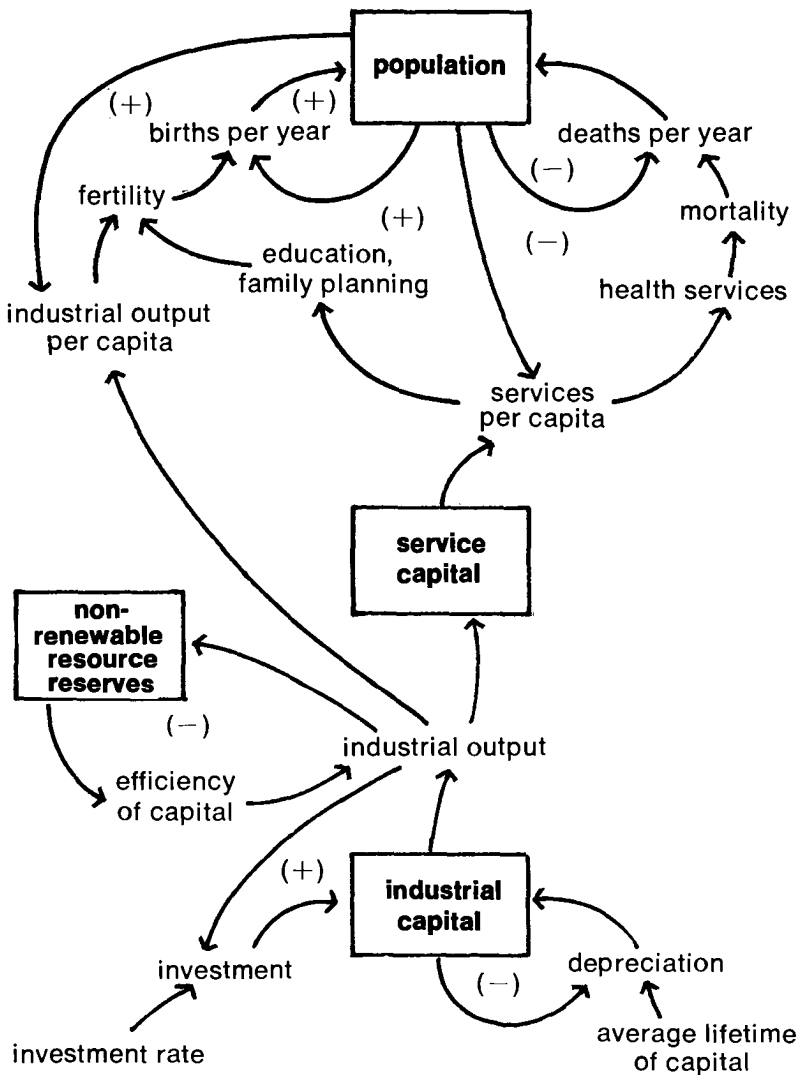 population
(+)
(+)
births per year
deaths per year
(−)
fertility
mortality
(+)
(−)
education,
family planning
health services
industrial output
per capita
services
per capita
service
capital
non-
renewable
resource
reserves
(−)
industrial output
efficiency
of capital
(+)
industrial
capital
investment
(−)
depreciation
investment rate
average lifetime
of capital